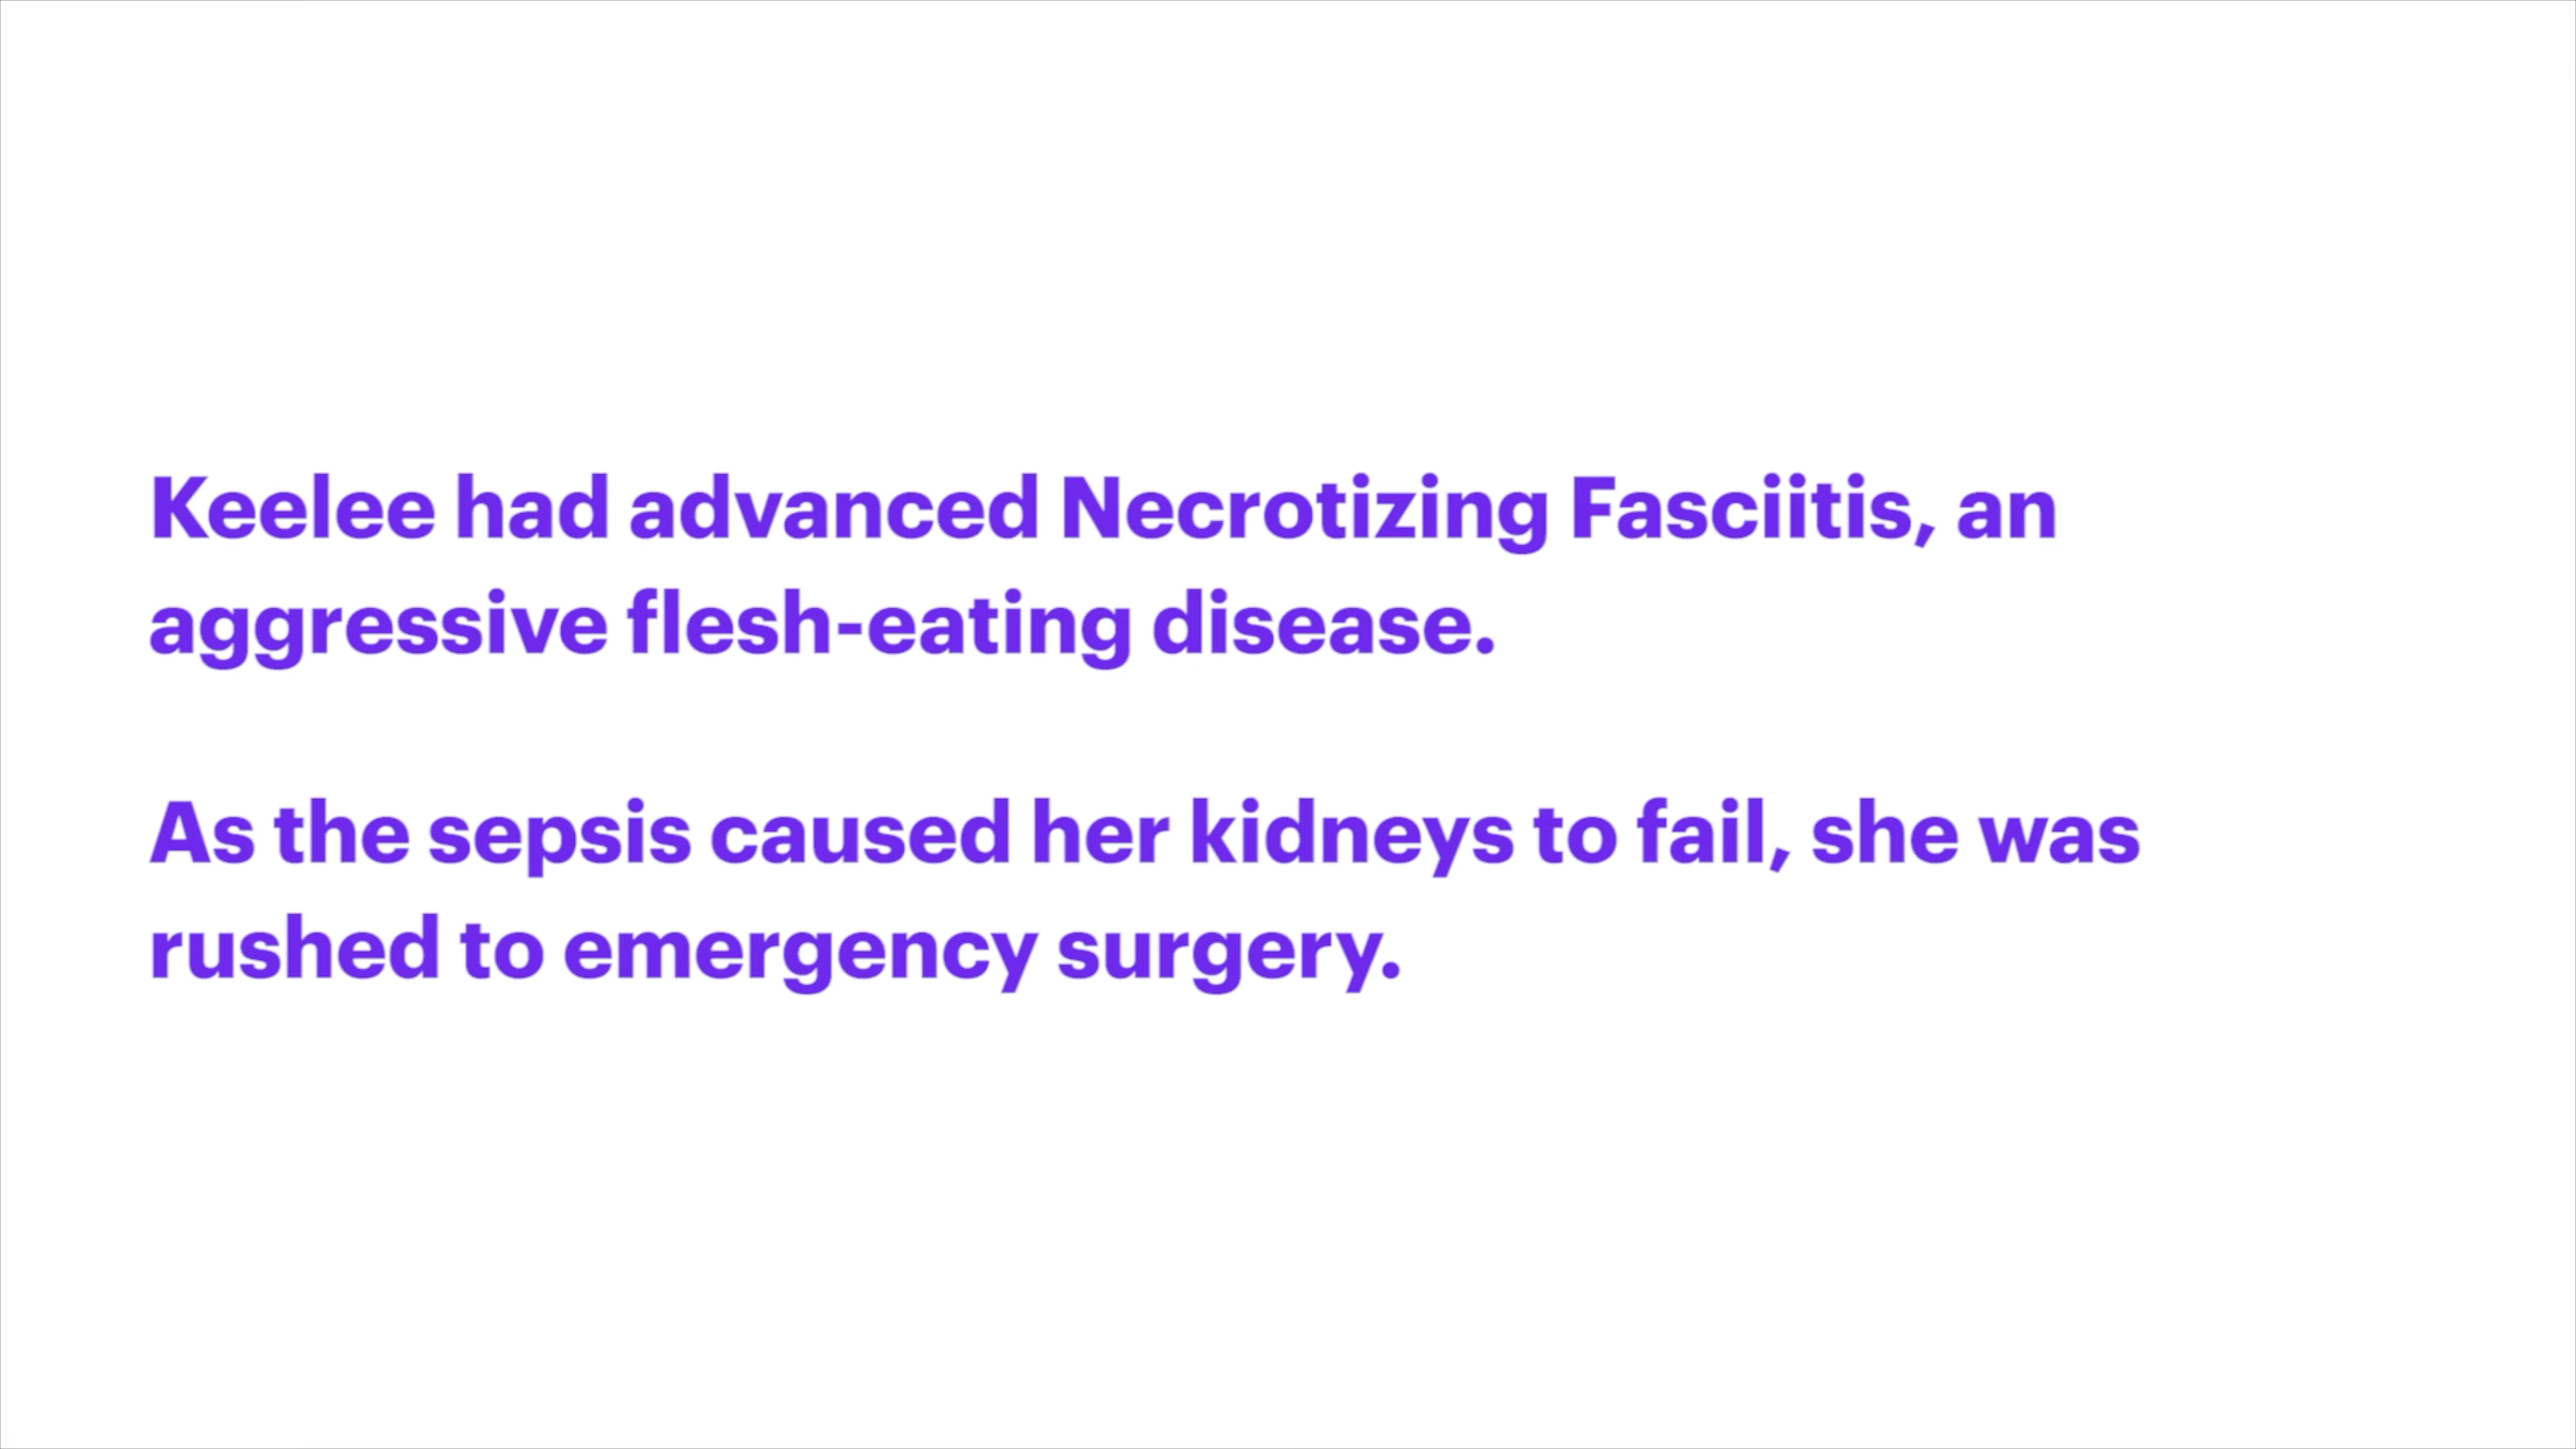 Keelee had advanced Necrotizing Fasciitis, an
aggressive flesh-eating disease.
As the sepsis caused her kidneys to fail, she was
rushed to emergency surgery.